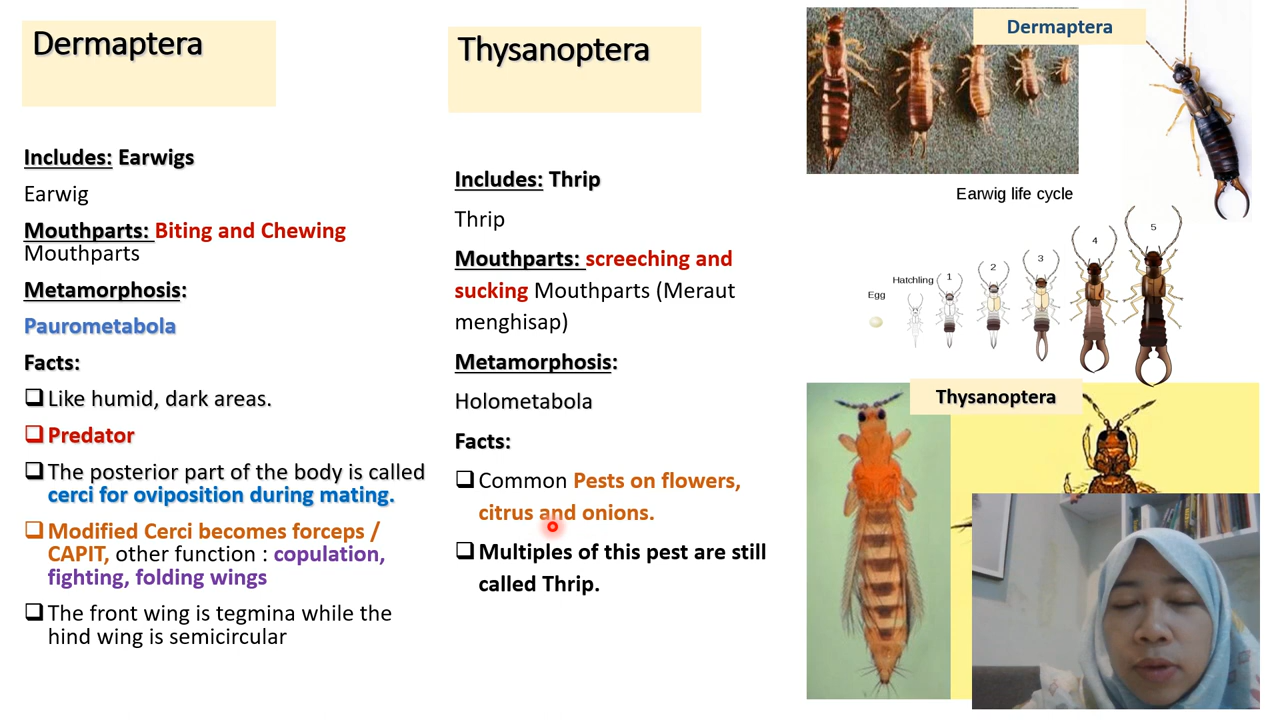 Dermaptera
Includes: Earwigs
Earwig
Mouthparts: Biting and Chewing
Mouthparts
Metamorphosis:
Paurometabola
Facts:
Like humid, dark areas.
Predator
The posterior part of the body is called
cerci for oviposition during mating.
Modified Cerci becomes forceps /
CAPIT, other function : copulation,
fighting, folding wings
The front wing is tegmina while the
hind wing is semicircular
Thysanoptera
Includes: Thrip
Thrip
Mouthparts: screeching and
sucking Mouthparts (Meraut
menghisap)
Metamorphosis:
Holometabola
Facts:
Common Pests on flowers,
citrus and onions.
Multiples of this pest are still
called Thrip.
Dermaptera
Earwig life cycle
Egg
Hatchling
1
2
3
4
5
Thysanoptera